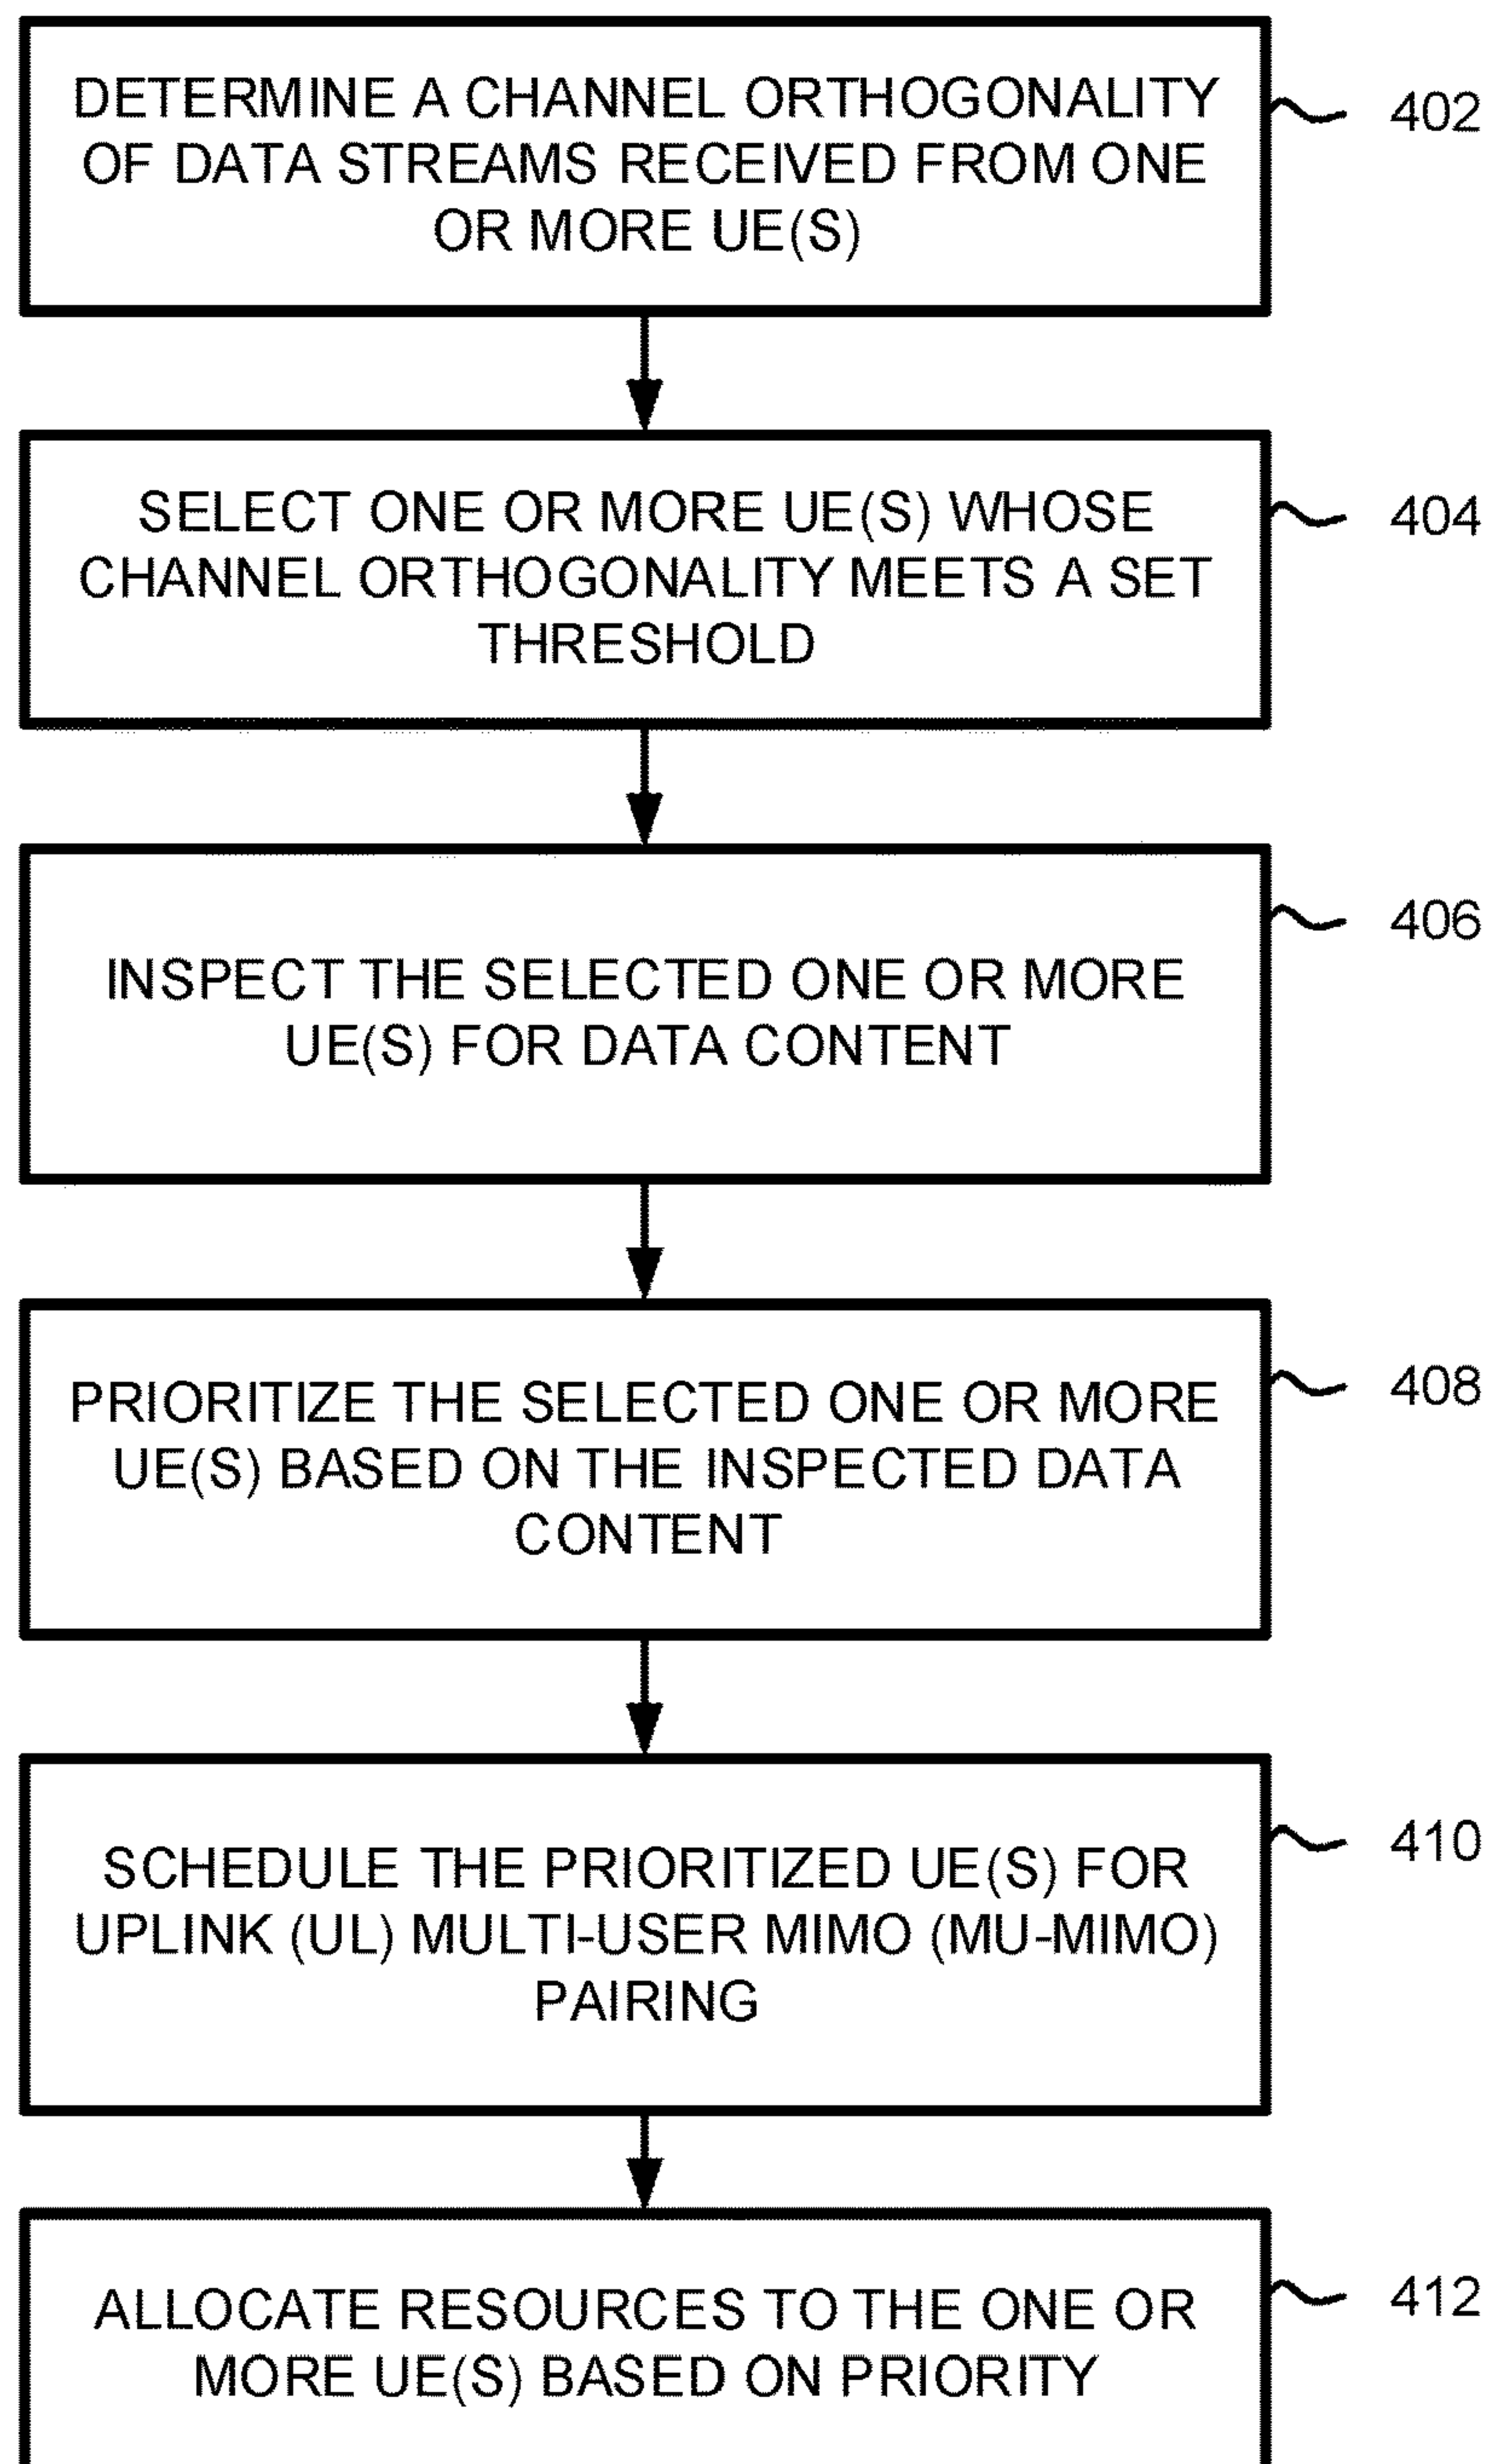 DETERMINE A CHANNEL ORTHOGONALITY
OF DATA STREAMS RECEIVED FROM ONE
OR MORE UE(S)
402
SELECT ONE OR MORE UE(S) WHOSE
CHANNEL ORTHOGONALITY MEETS A SET
THRESHOLD
404
INSPECT THE SELECTED ONE OR MORE
UE(S) FOR DATA CONTENT
406
PRIORITIZE THE SELECTED ONE OR MORE
UE(S) BASED ON THE INSPECTED DATA
CONTENT
408
SCHEDULE THE PRIORITIZED UE(S) FOR
UPLINK (UL) MULTI-USER MIMO (MU-MIMO)
PAIRING
410
ALLOCATE RESOURCES TO THE ONE OR
MORE UE(S) BASED ON PRIORITY
412